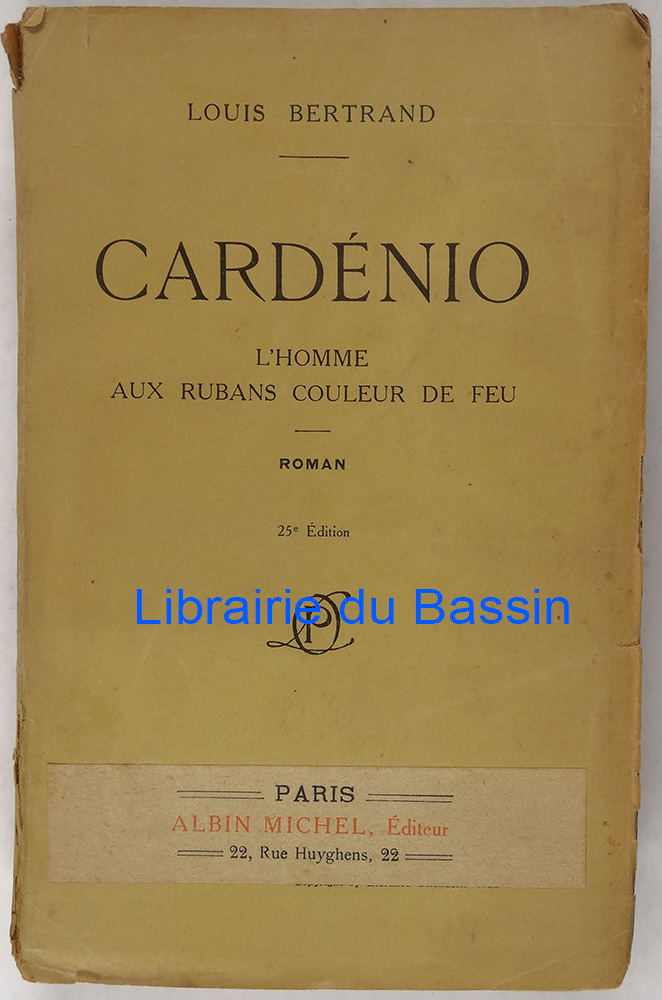 LOUIS BERTRAND
CARDÉNIO
L'HOMME
AUX RUBANS COULEUR DE FEU
ROMAN
25e Édition
Librairie du Bassin
PARIS
ALBIN MICHEL, Éditeur
22, Rue Huyghens, 22